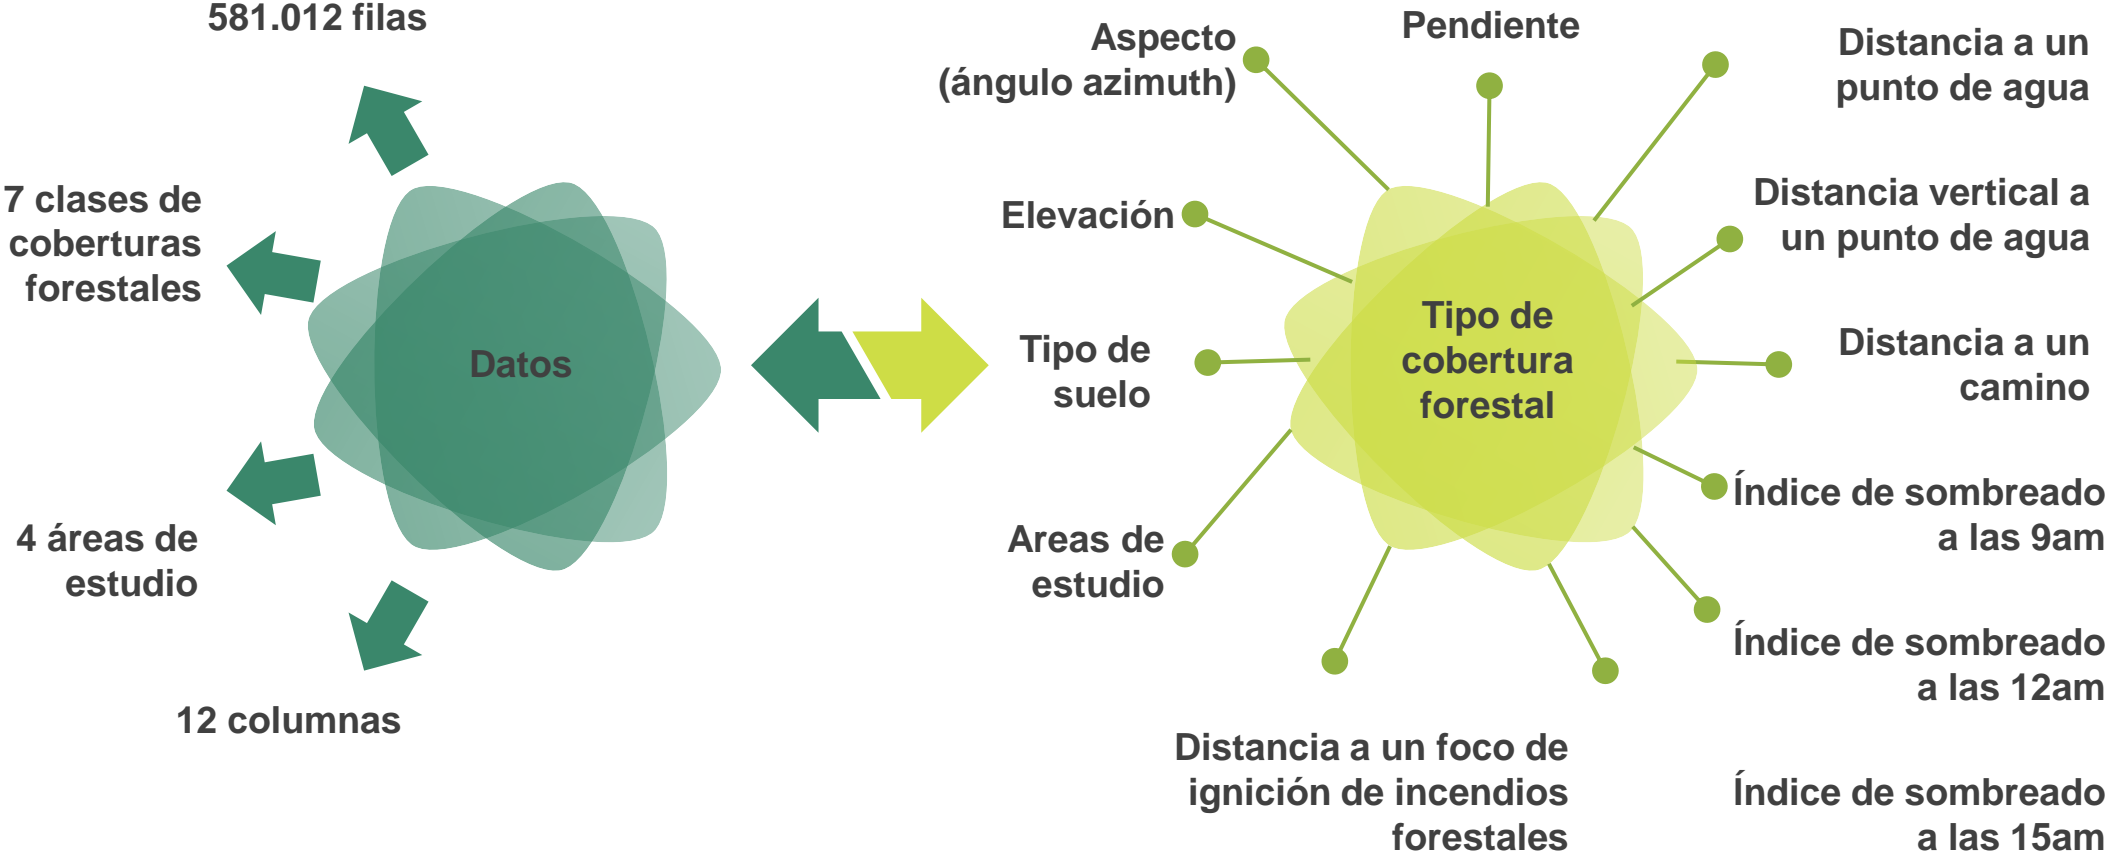 581.012 filas
7 clases de
coberturas
forestales
Datos
4 áreas de
estudio
12 columnas
Aspecto
(ángulo azimuth)
Pendiente
Distancia a un
punto de agua
Elevación
Distancia vertical a
un punto de agua
Tipo de
suelo
Tipo de
cobertura
forestal
Distancia a un
camino
Areas de
estudio
Índice de sombreado
a las 9am
Índice de sombreado
a las 12am
Distancia a un foco de
ignición de incendios
forestales
Índice de sombreado
a las 15am